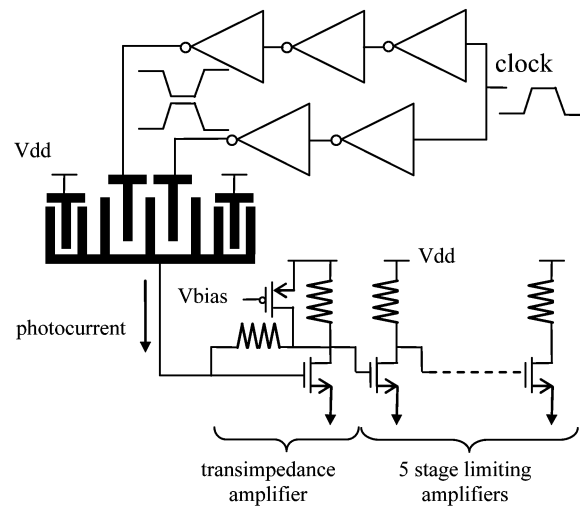 clock
Vdd
Vdd
Vbias
photocurrent
transimpedance
amplifier
5 stage limiting
amplifiers